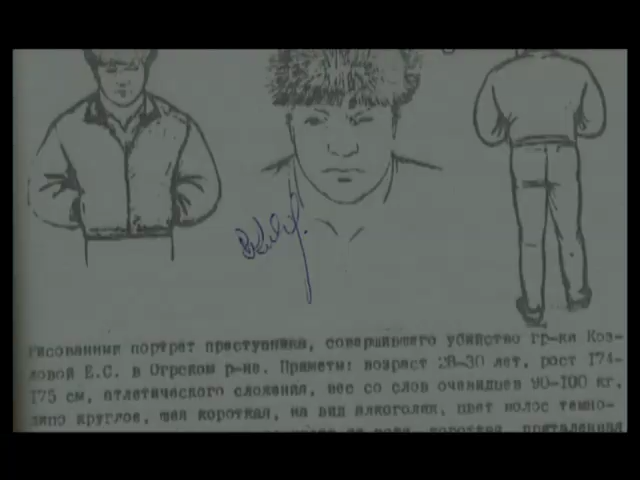 Рисованный портрет преступника, совершившего убийство гр-ки Коз-
ловой Е.С. в Огрском р-не. Приметы: возраст 28-30 лет, рост 174-
175 см, атлетического сложения, вес со слов очевидцев 90-100 кг,
лицо круглое, шея короткая, на вид алкоголик, цвет волос темно-
короткая, приталенная